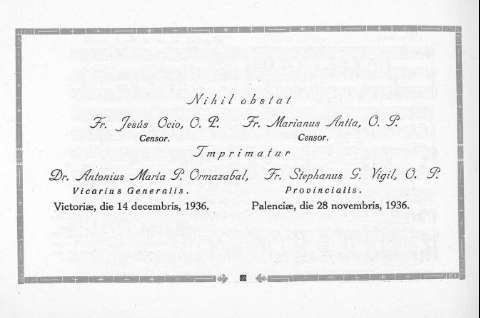 Nihil obstat
Fr. Jesús Ocio, O. P. Fr. Marianus Antía, O. P.
Censor. Censor.
Imprimatur
Dr. Antonius María P. Ormazabal, Fr. Stephanus G. Vigil, O. P.
Vicarius Generalis. Provincialis.
Victoriæ, die 14 decembris, 1936. Palenciæ, die 28 novembris, 1936.